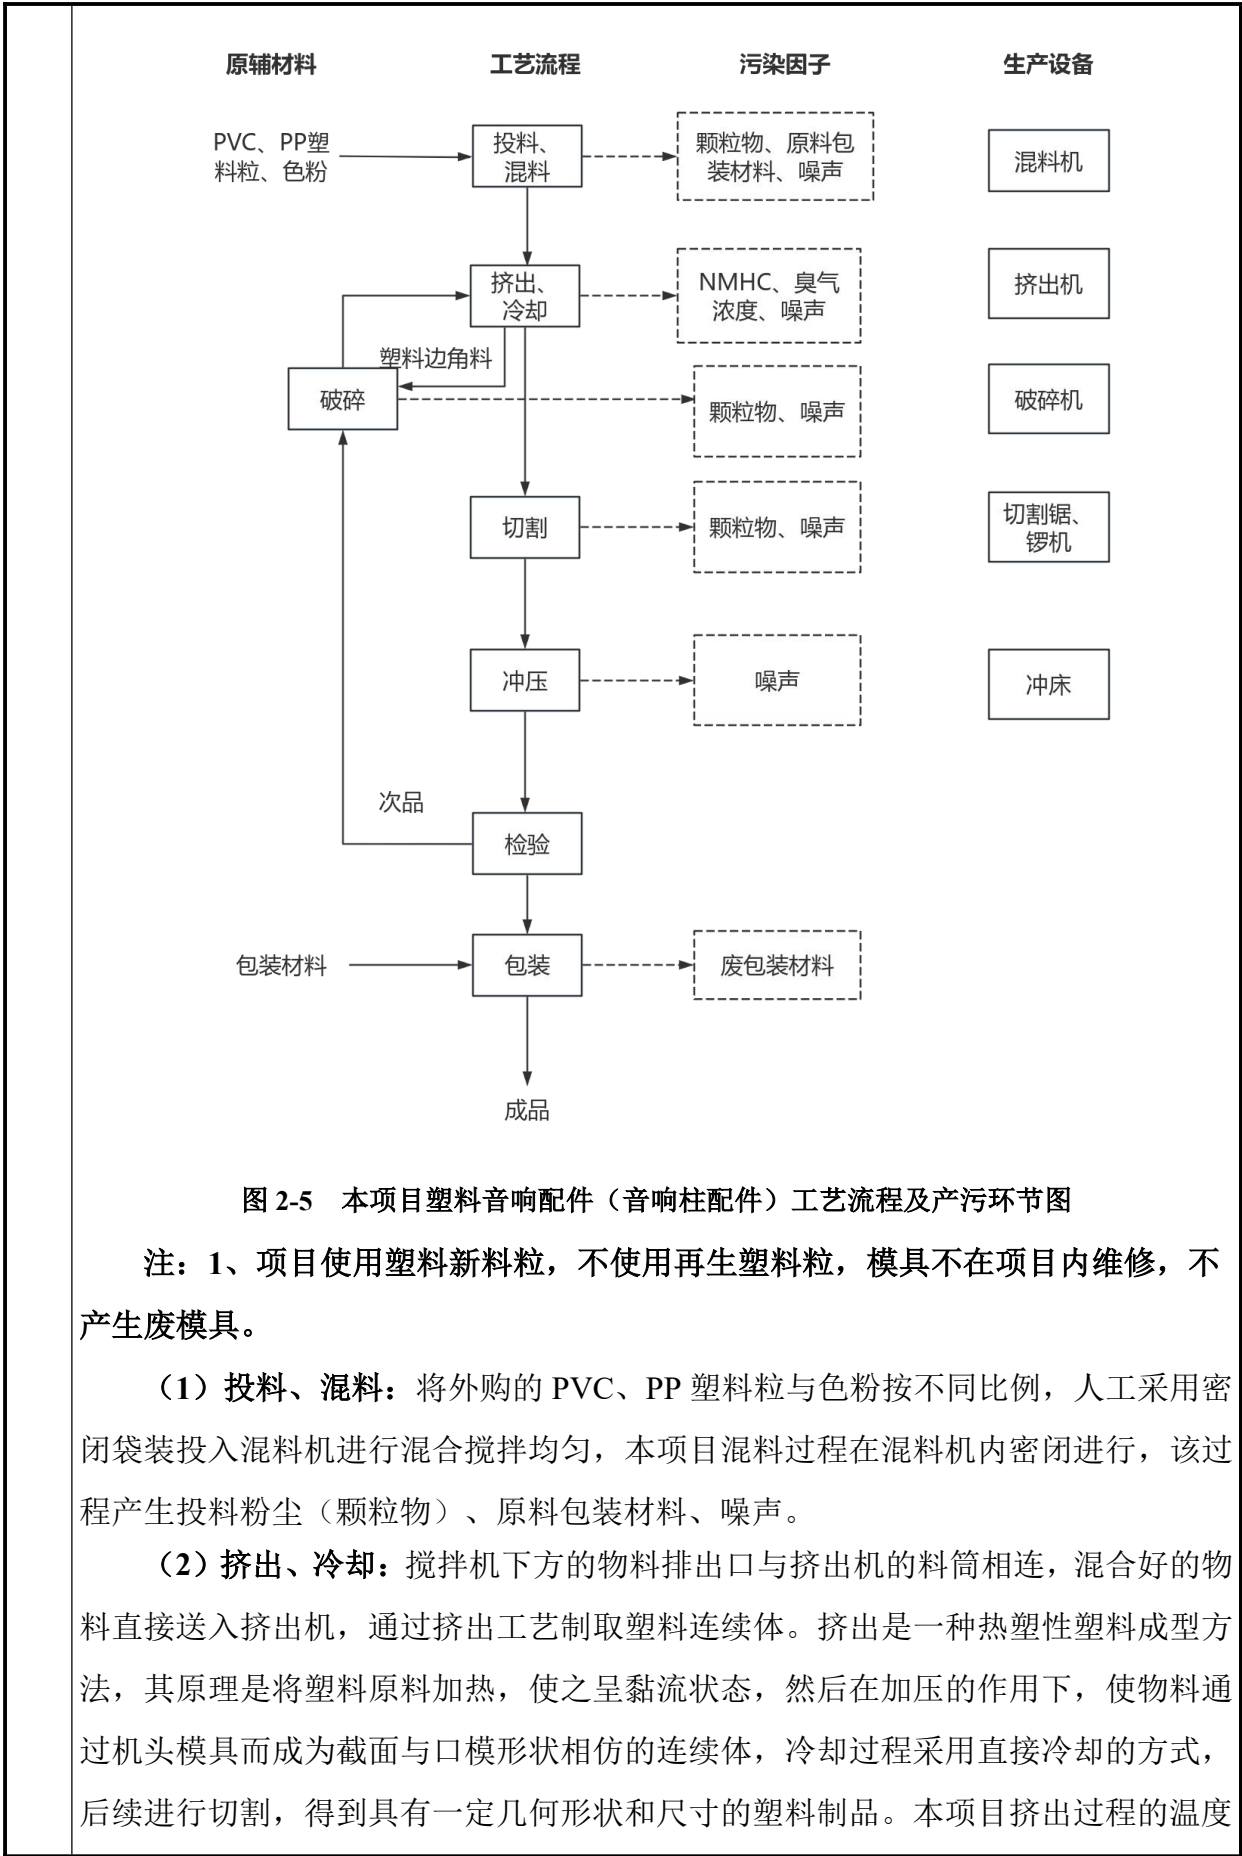 原辅材料
工艺流程
污染因子
生产设备
PVC、PP塑
料粒、色粉
投料、
混料
颗粒物、原料包
装材料、噪声
混料机
挤出、
冷却
NMHC、臭气
浓度、噪声
挤出机
塑料边角料
破碎
颗粒物、噪声
破碎机
切割
颗粒物、噪声
切割锯、
锣机
冲压
噪声
冲床
次品
检验
包装材料
包装
废包装材料
成品
图 2-5 本项目塑料音响配件（音响柱配件）工艺流程及产污环节图
注：1、项目使用塑料新料粒，不使用再生塑料粒，模具不在项目内维修，不
产生废模具。
（1）投料、混料：将外购的 PVC、PP 塑料粒与色粉按不同比例，人工采用密
闭袋装投入混料机进行混合搅拌均匀，本项目混料过程在混料机内密闭进行，该过
程产生投料粉尘（颗粒物）、原料包装材料、噪声。
（2）挤出、冷却：搅拌机下方的物料排出口与挤出机的料筒相连，混合好的物
料直接送入挤出机，通过挤出工艺制取塑料连续体。挤出是一种热塑性塑料成型方
法，其原理是将塑料原料加热，使之呈黏流状态，然后在加压的作用下，使物料通
过机头模具而成为截面与口模形状相仿的连续体，冷却过程采用直接冷却的方式，
后续进行切割，得到具有一定几何形状和尺寸的塑料制品。本项目挤出过程的温度